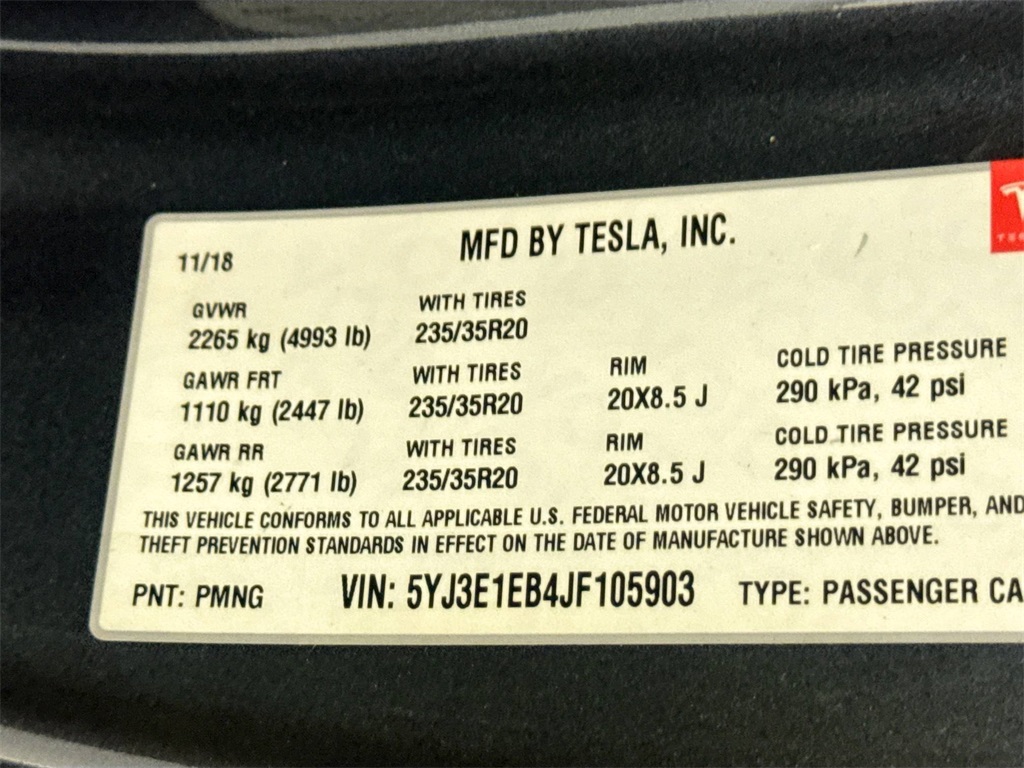 11/18
MFD BY TESLA, INC.
GVWR WITH TIRES
2265 kg (4993 lb) 235/35R20
GAWR FRT WITH TIRES RIM COLD TIRE PRESSURE
1110 kg (2447 lb) 235/35R20 20X8.5 J 290 kPa, 42 psi
GAWR RR WITH TIRES RIM COLD TIRE PRESSURE
1257 kg (2771 lb) 235/35R20 20X8.5 J 290 kPa, 42 psi
THIS VEHICLE CONFORMS TO ALL APPLICABLE U.S. FEDERAL MOTOR VEHICLE SAFETY, BUMPER, AND
THEFT PREVENTION STANDARDS IN EFFECT ON THE DATE OF MANUFACTURE SHOWN ABOVE.
PNT: PMNG VIN: 5YJ3E1EB4JF105903 TYPE: PASSENGER CA